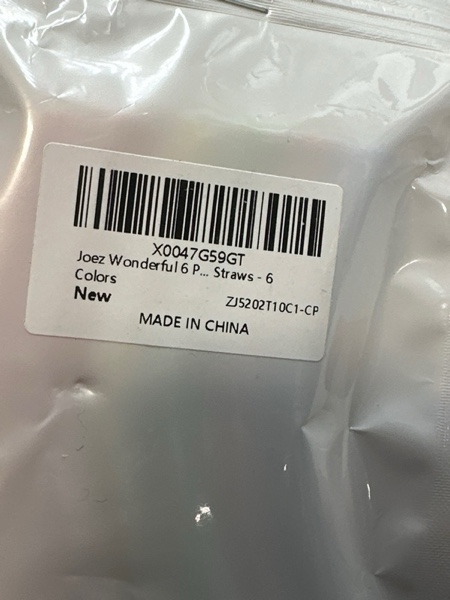 X0047G59GT
Joez Wonderful 6 P... Straws - 6
Colors
New
ZJ5202T10C1-CP
MADE IN CHINA